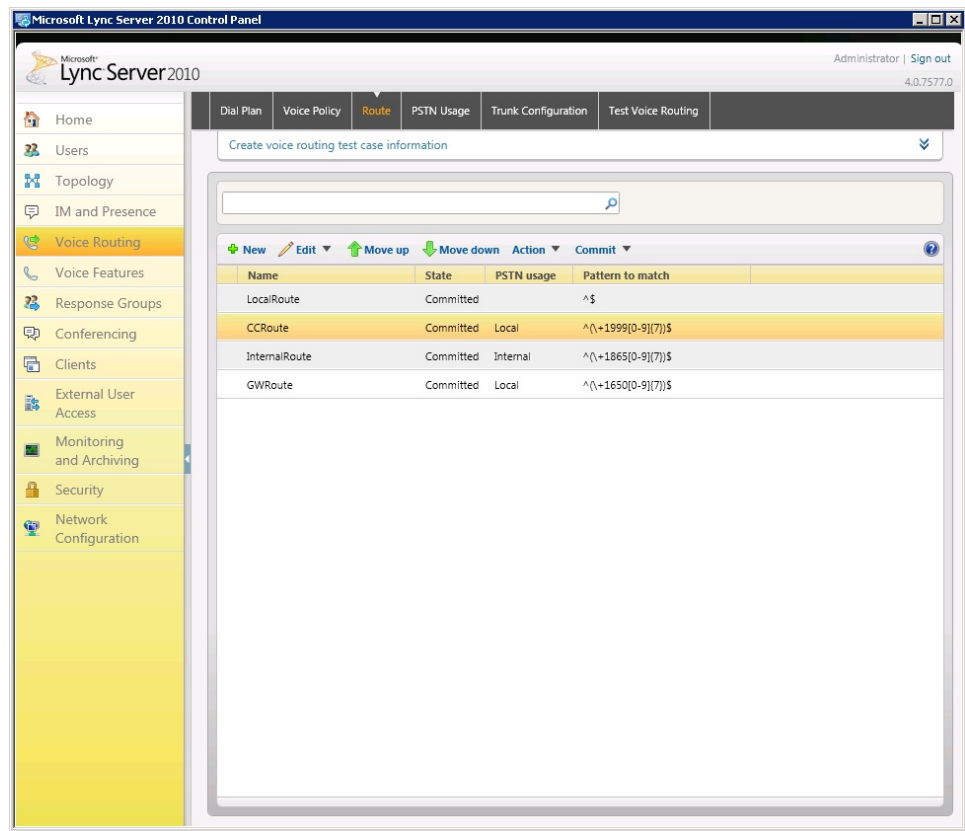 Microsoft Lync Server 2010 Control Panel
Microsoft®
Lync Server 2010
Administrator | Sign out
4.0.7577.0
Home
Users
Topology
IM and Presence
Voice Routing
Voice Features
Response Groups
Conferencing
Clients
External User
Access
Monitoring
and Archiving
Security
Network
Configuration
Dial Plan Voice Policy Route PSTN Usage Trunk Configuration Test Voice Routing
Create voice routing test case information
New Edit Move up Move down Action Commit
Name State PSTN usage Pattern to match
LocalRoute Committed ^$
CCRoute Committed Local ^(\+1999[0-9]{7})$
InternalRoute Committed Internal ^(\+1865[0-9]{7})$
GWRoute Committed Local ^(\+1650[0-9]{7})$